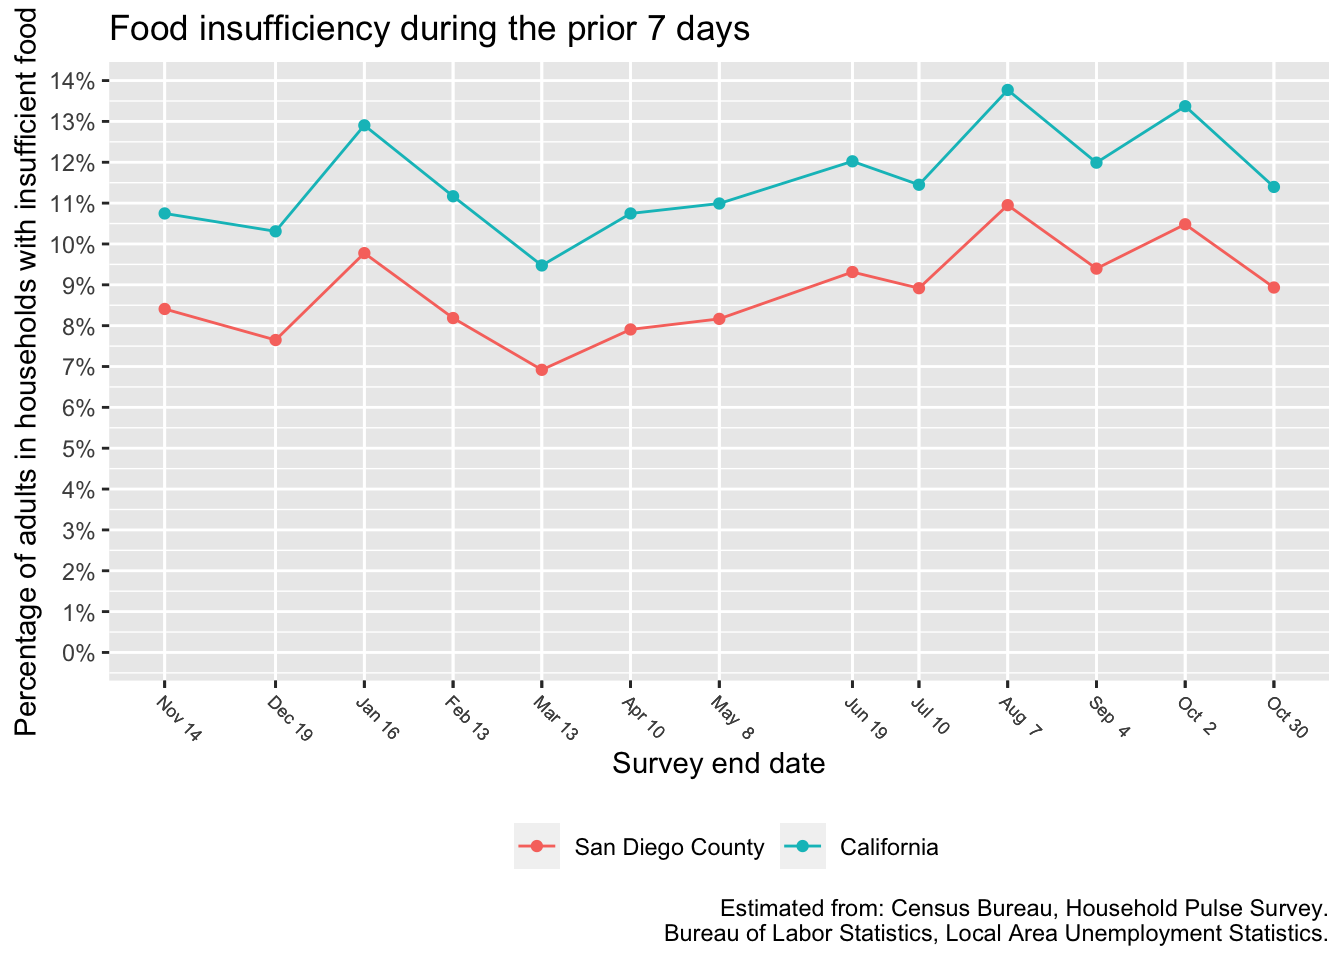 Food insufficiency during the prior 7 days
Percentage of adults in households with insufficient food
14%
13%
12%
11%
10%
9%
8%
7%
6%
5%
4%
3%
2%
1%
0%
Nov 14
Dec 19
Jan 16
Feb 13
Mar 13
Apr 10
May 8
Jun 19
Jul 10
Aug 7
Sep 4
Oct 2
Oct 30
Survey end date
San Diego County
California
Estimated from: Census Bureau, Household Pulse Survey.
Bureau of Labor Statistics, Local Area Unemployment Statistics.